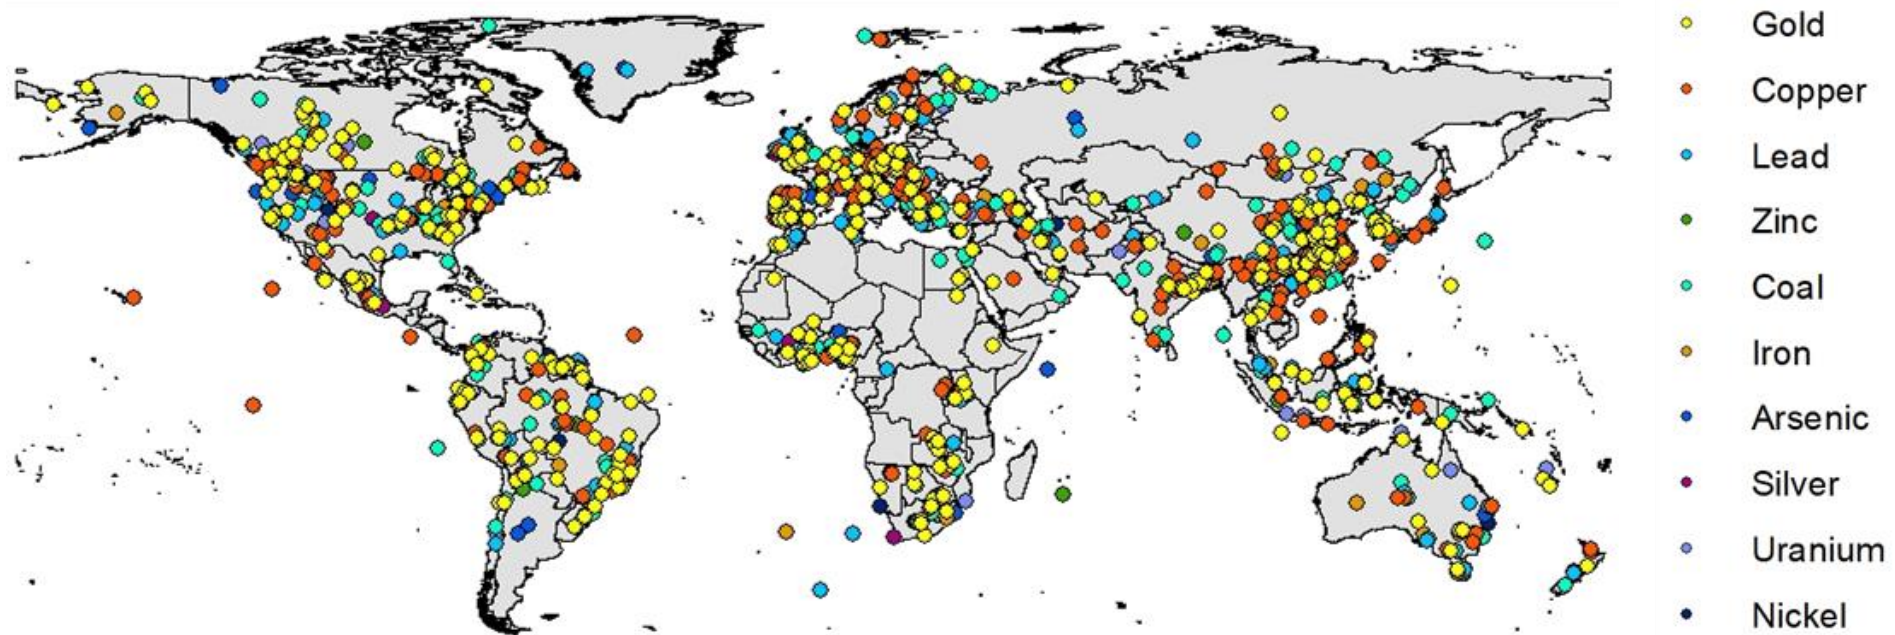 Gold
Copper
Lead
Zinc
Coal
Iron
Arsenic
Silver
Uranium
Nickel